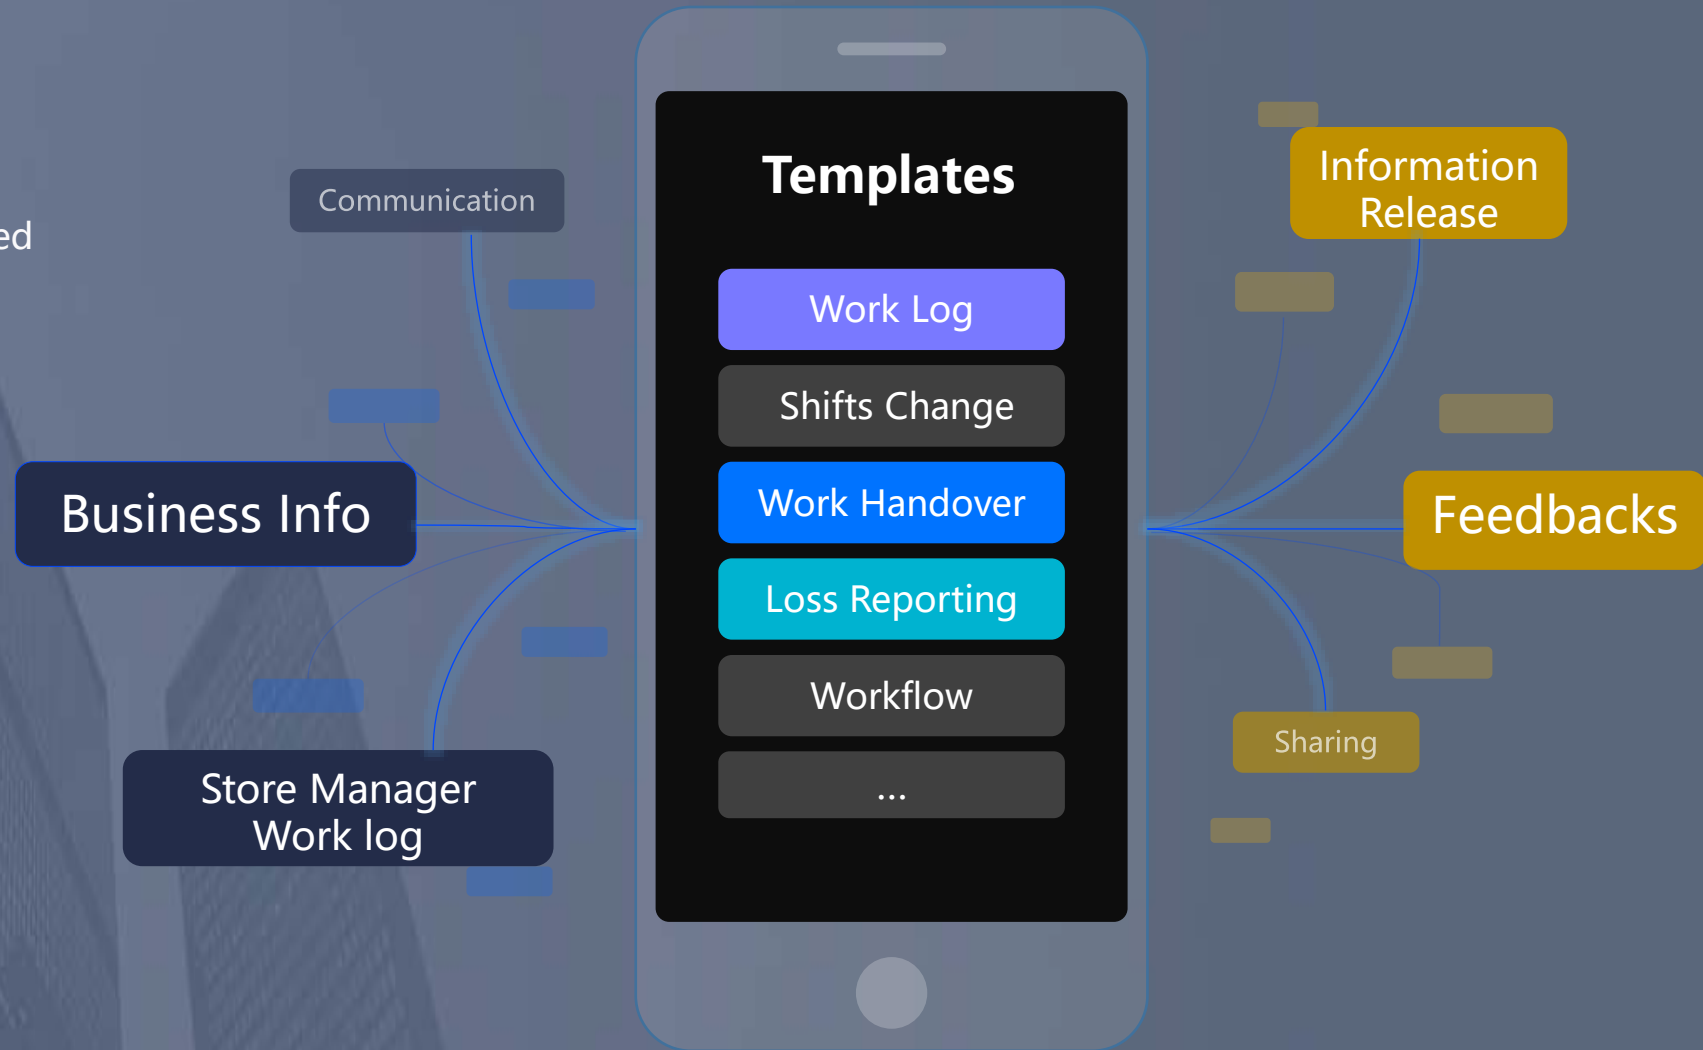 ed
Communication
Business Info
Store Manager
Work log
Templates
Work Log
Shifts Change
Work Handover
Loss Reporting
Workflow
...
Information
Release
Feedbacks
Sharing